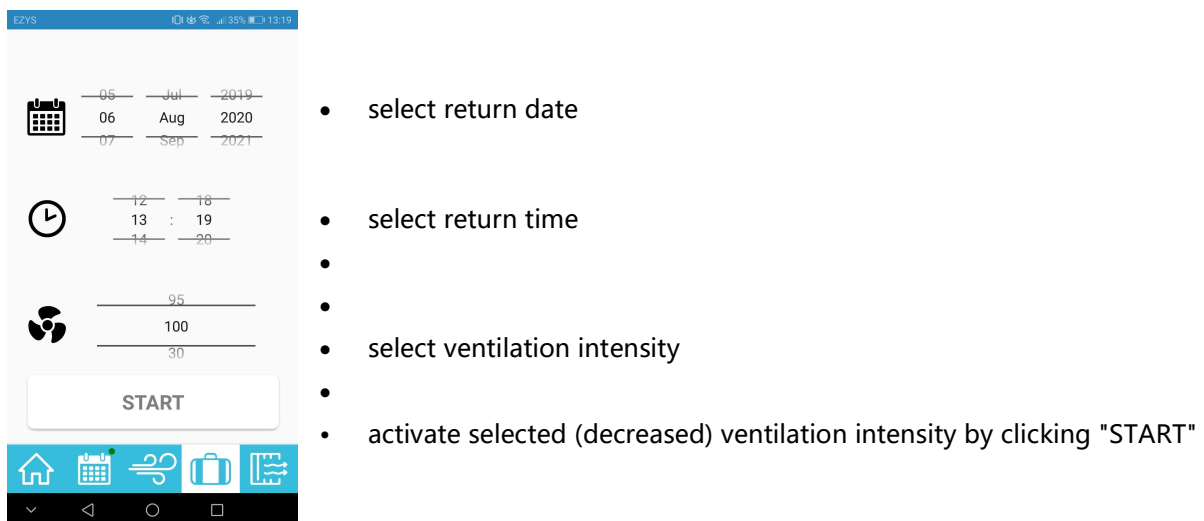 EZYS 35% 13:19
05 Jul 2019
06 Aug 2020
07 Sep 2021
• select return date
12 18
13 : 19
14 20
• select return time
•
•
95
100
30
• select ventilation intensity
•
START
• activate selected (decreased) ventilation intensity by clicking "START"